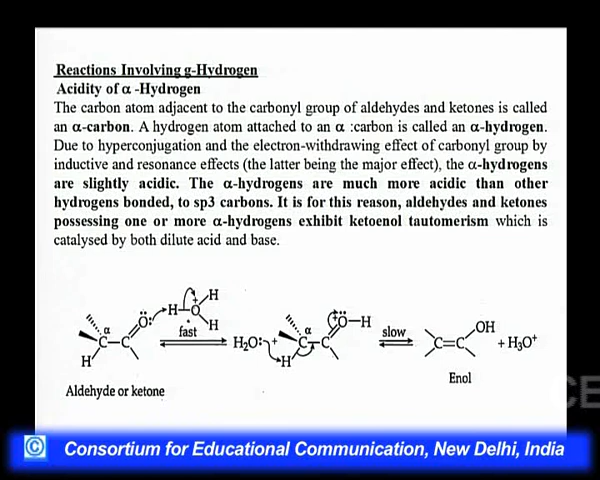 Reactions Involving g-Hydrogen
Acidity of α -Hydrogen
The carbon atom adjacent to the carbonyl group of aldehydes and ketones is called
an α-carbon. A hydrogen atom attached to an α :carbon is called an α-hydrogen.
Due to hyperconjugation and the electron-withdrawing effect of carbonyl group by
inductive and resonance effects (the latter being the major effect), the α-hydrogens
are slightly acidic. The α-hydrogens are much more acidic than other
hydrogens bonded, to sp3 carbons. It is for this reason, aldehydes and ketones
possessing one or more α-hydrogens exhibit ketoenol tautomerism which is
catalysed by both dilute acid and base.
H
α
C–C
O:
H
H–O
+
H
H
fast
H₂O:
+
H
α
C–C
O–H
slow
C=C
OH
+ H₃O⁺
Aldehyde or ketone
Enol
CE
© Consortium for Educational Communication, New Delhi, India